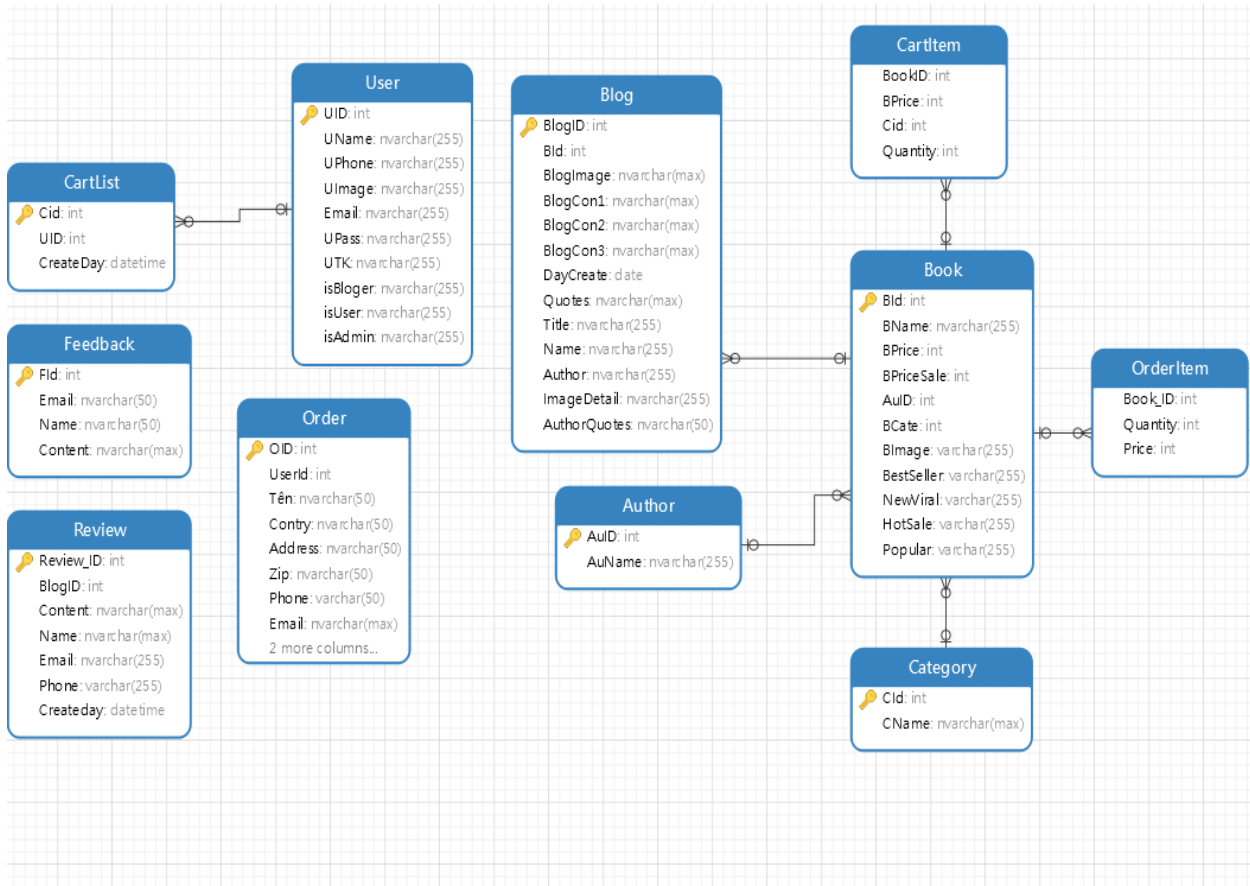 CartList
Cid: int
UID: int
CreateDay: datetime
Feedback
FId: int
Email: nvarchar(50)
Name: nvarchar(50)
Content: nvarchar(max)
Review
Review_ID: int
BlogID: int
Content: nvarchar(max)
Name: nvarchar(max)
Email: nvarchar(255)
Phone: varchar(255)
Createday: datetime
User
UID: int
UName: nvarchar(255)
UPhone: nvarchar(255)
UImage: nvarchar(255)
Email: nvarchar(255)
UPass: nvarchar(255)
UTK: nvarchar(255)
isBloger: nvarchar(255)
isUser: nvarchar(255)
isAdmin: nvarchar(255)
Order
OID: int
UserId: int
Tên: nvarchar(50)
Contry: nvarchar(50)
Address: nvarchar(50)
Zip: nvarchar(50)
Phone: varchar(50)
Email: nvarchar(max)
2 more columns...
Blog
BlogID: int
BId: int
BlogImage: nvarchar(max)
BlogCon1: nvarchar(max)
BlogCon2: nvarchar(max)
BlogCon3: nvarchar(max)
DayCreate: date
Quotes: nvarchar(max)
Title: nvarchar(255)
Name: nvarchar(255)
Author: nvarchar(255)
ImageDetail: nvarchar(255)
AuthorQuotes: nvarchar(50)
Author
AuID: int
AuName: nvarchar(255)
CartItem
BookID: int
BPrice: int
Cid: int
Quantity: int
Book
BId: int
BName: nvarchar(255)
BPrice: int
BPriceSale: int
AuID: int
BCate: int
BImage: varchar(255)
BestSeller: varchar(255)
NewViral: varchar(255)
HotSale: varchar(255)
Popular: varchar(255)
OrderItem
Book_ID: int
Quantity: int
Price: int
Category
CId: int
CName: nvarchar(max)